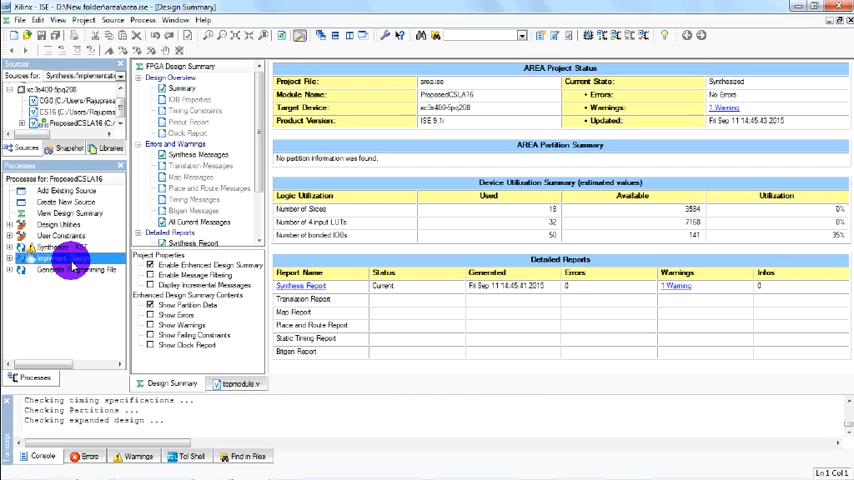 Xilinx - ISE - D:\New folder\area\area.ise - [Design Summary]
File Edit View Project Source Process Window Help
Sources
Sources for: Synthesis/Implementati
xc3s400-5pq208
CG0 (C:/Users/Rajupras
CS16 (C:/Users/Rajupras
ProposedCSLA16 (C:/
Sources Snapshot Libraries
Processes
Processes for: ProposedCSLA16
Add Existing Source
Create New Source
View Design Summary
Design Utilities
User Constraints
Synthesize - XST
Implement Design
Generate Programming File
Processes
FPGA Design Summary
Design Overview
Summary
IOB Properties
Timing Constraints
Pinout Report
Clock Report
Errors and Warnings
Synthesis Messages
Translation Messages
Map Messages
Place and Route Messages
Timing Messages
Bitgen Messages
All Current Messages
Detailed Reports
Synthesis Report
Project Properties
Enable Enhanced Design Summary
Enable Message Filtering
Display Incremental Messages
Enhanced Design Summary Contents
Show Partition Data
Show Errors
Show Warnings
Show Failing Constraints
Show Clock Report
Design Summary topmodule.v
AREA Project Status
Project File: area.ise Current State: Synthesized
Module Name: ProposedCSLA16 • Errors: No Errors
Target Device: xc3s400-5pq208 • Warnings: 1 Warning
Product Version: ISE 9.1i • Updated: Fri Sep 11 14:45:43 2015
AREA Partition Summary
No partition information was found.
Device Utilization Summary (estimated values)
Logic Utilization Used Available Utilization
Number of Slices 18 3584 0%
Number of 4 input LUTs 32 7168 0%
Number of bonded IOBs 50 141 35%
Detailed Reports
Report Name Status Generated Errors Warnings Infos
Synthesis Report Current Fri Sep 11 14:45:41 2015 0 1 Warning 0
Translation Report
Map Report
Place and Route Report
Static Timing Report
Bitgen Report
Checking timing specifications ...
Checking Partitions ...
Checking expanded design ...
Transcript
Console Errors Warnings Tcl Shell Find in Files
Ln 1 Col 1